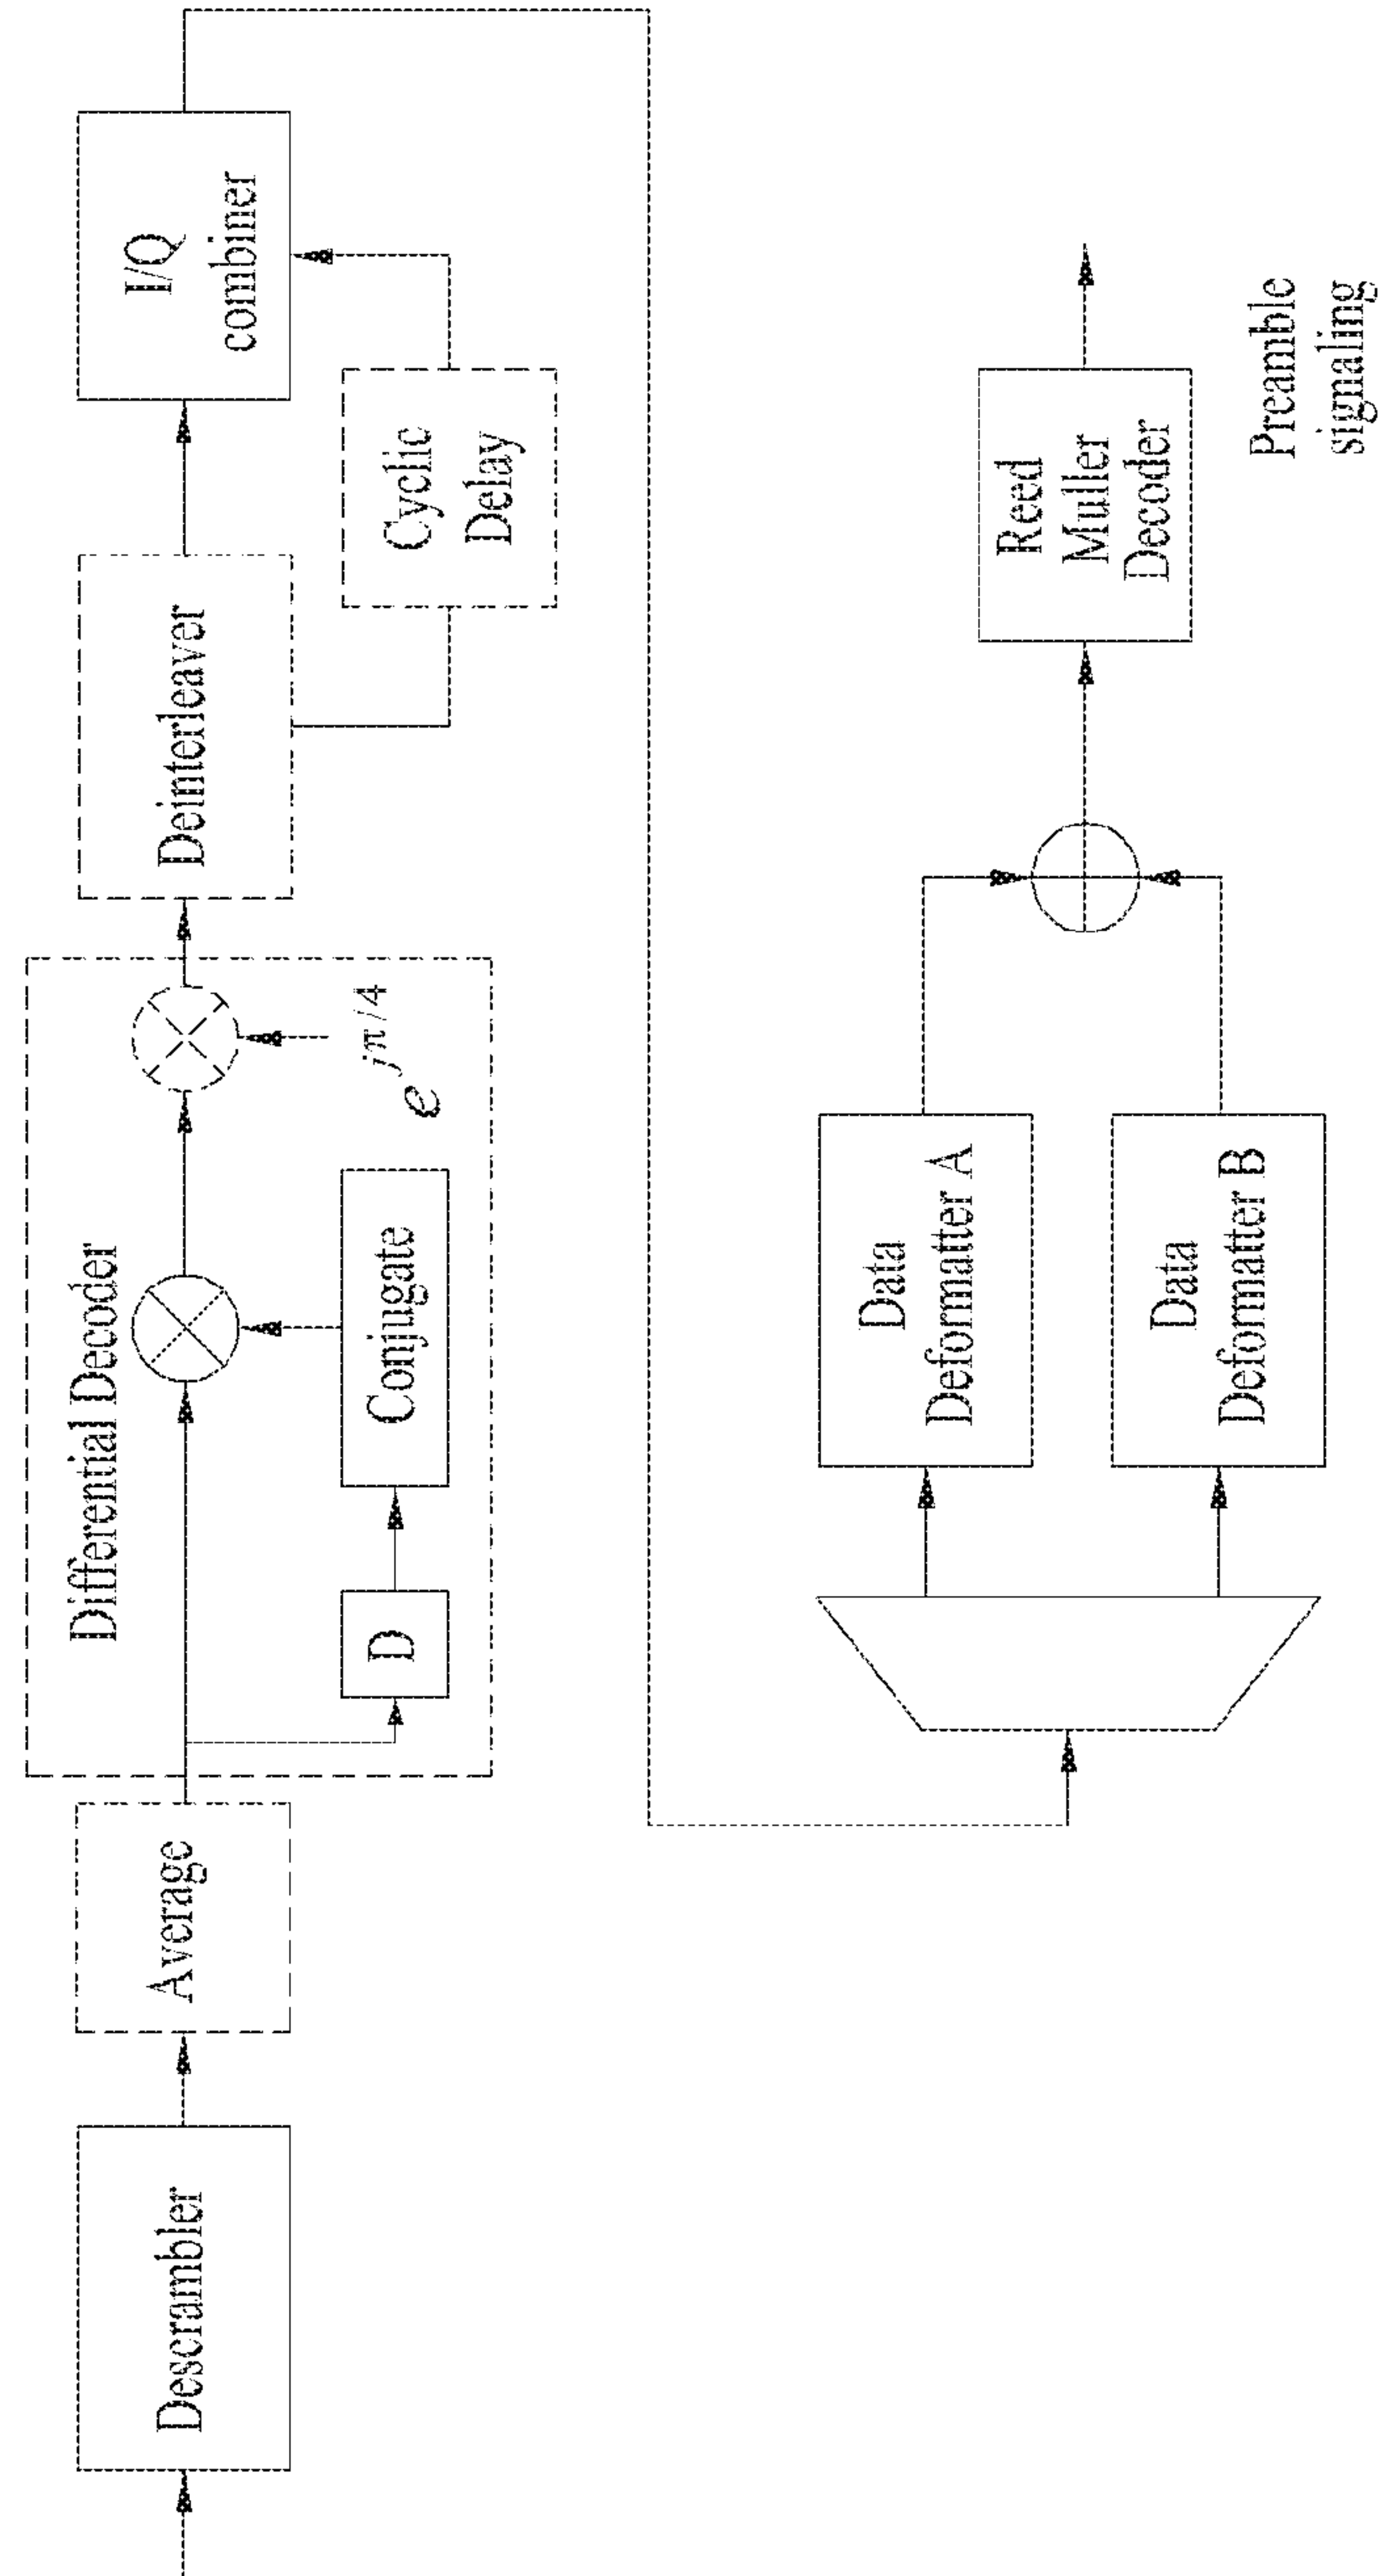 Descrambler
Average
Differential Decoder
D
Conjugate
e^{jπ/4}
Deinterleaver
Cyclic
Delay
I/Q
combiner
Data
Deformatter A
Data
Deformatter B
Reed
Muller
Decoder
Preamble
signaling